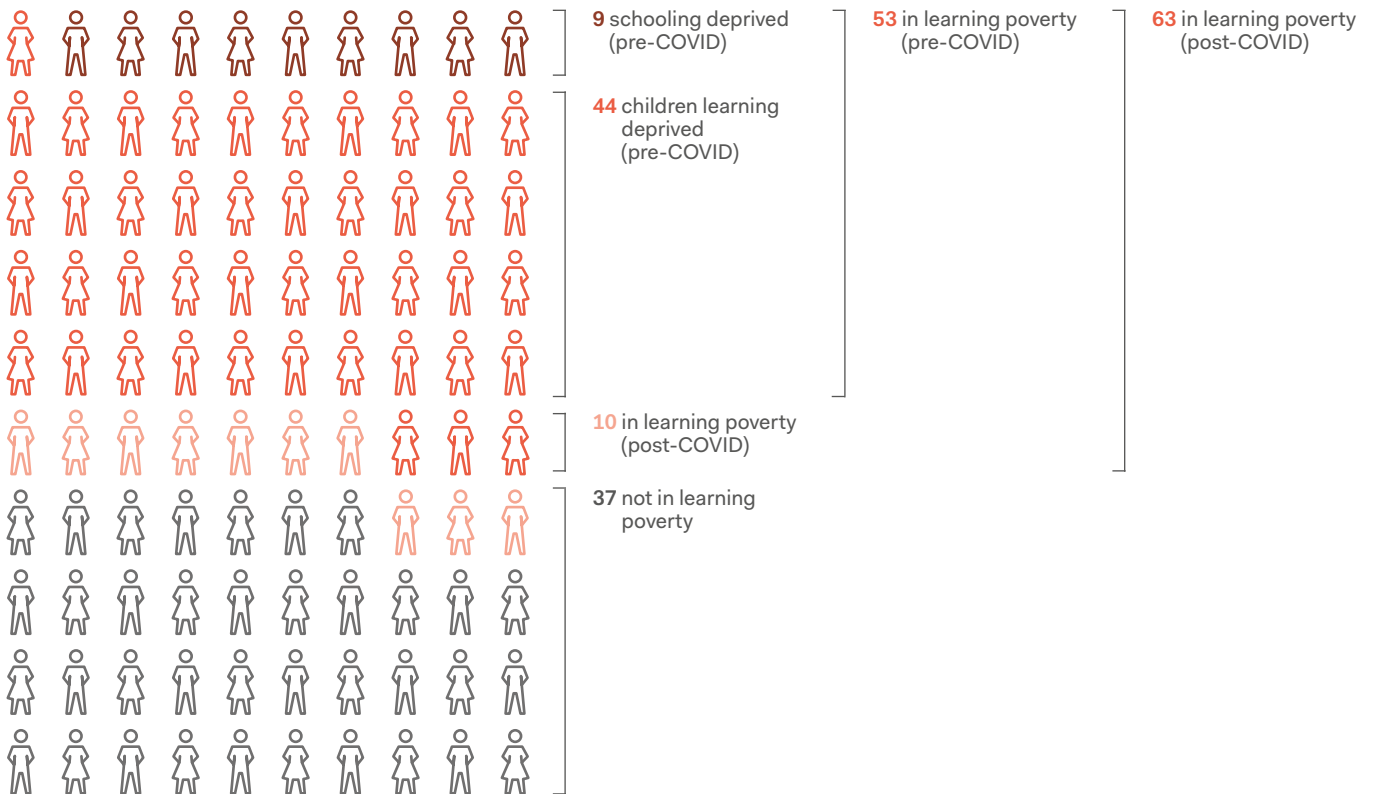 9 schooling deprived
(pre-COVID)
44 children learning
deprived
(pre-COVID)
10 in learning poverty
(post-COVID)
37 not in learning
poverty
53 in learning poverty
(pre-COVID)
63 in learning poverty
(post-COVID)